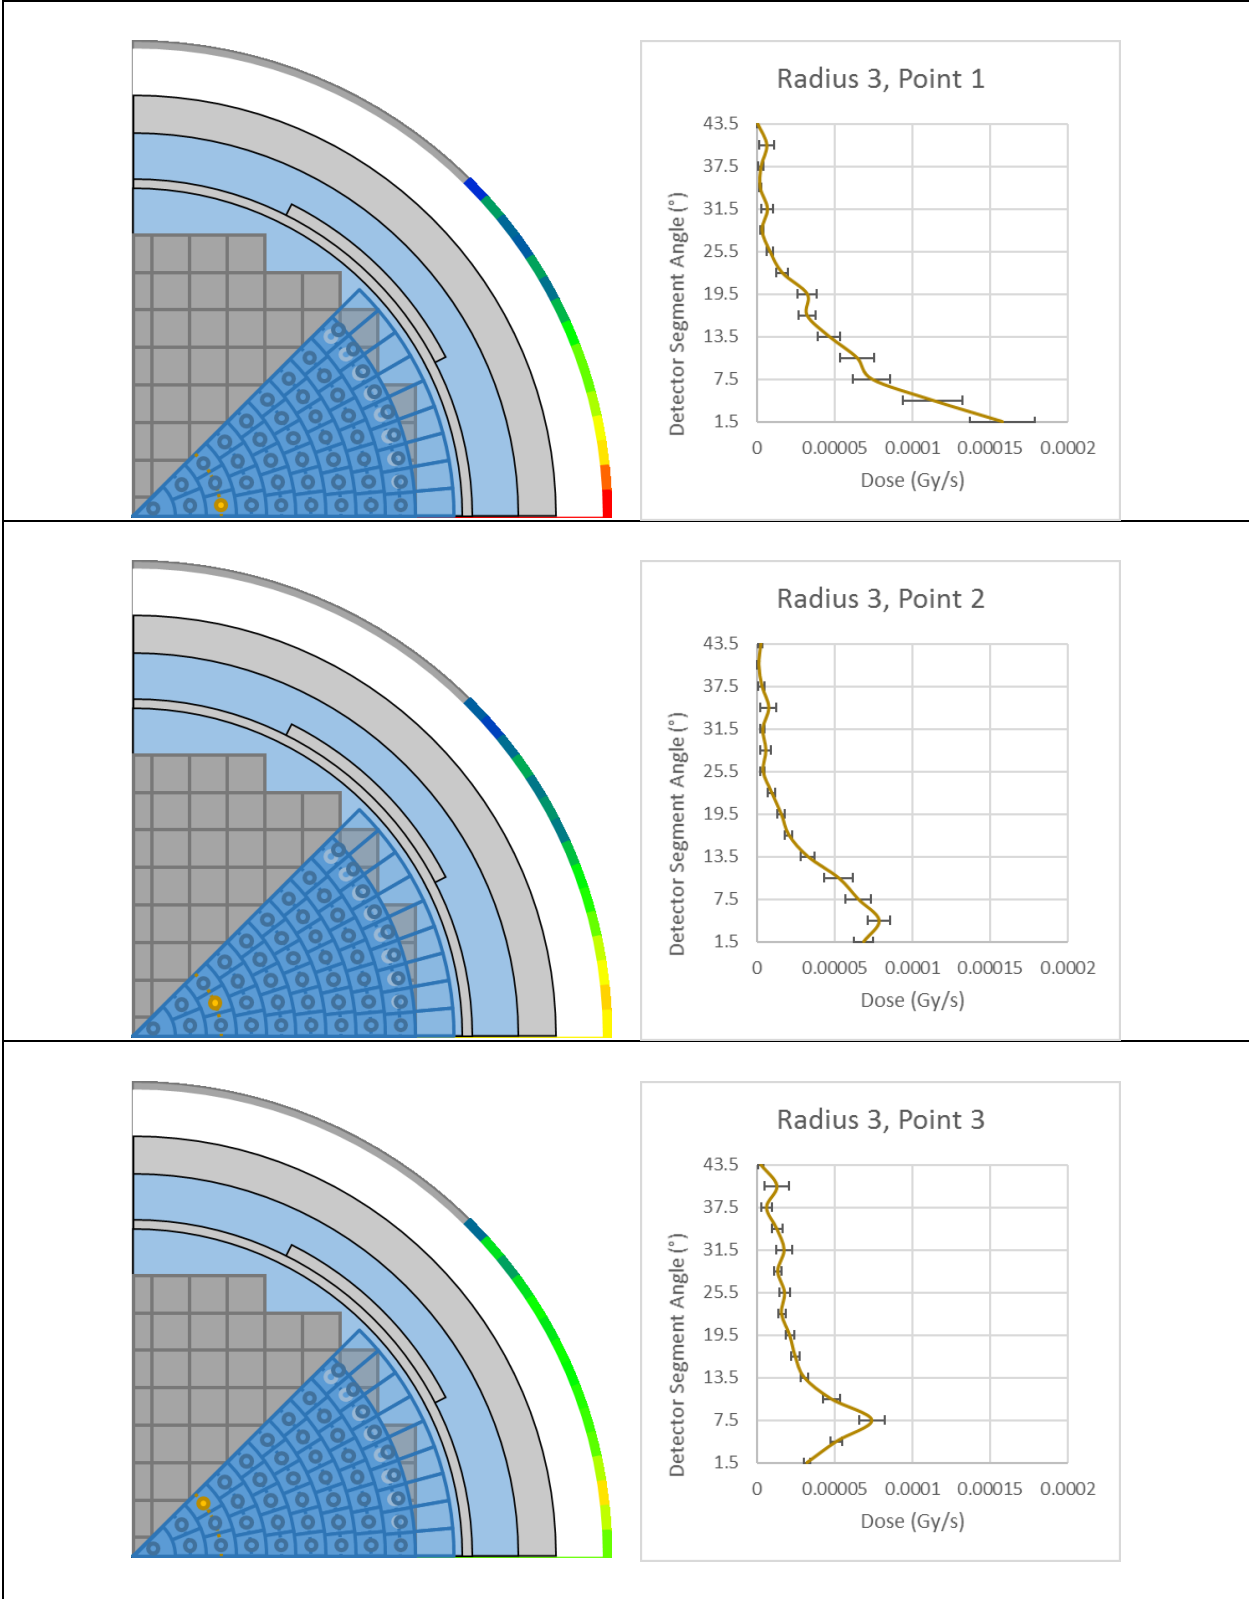 Radius 3, Point 1
Detector Segment Angle (°)
43.5
37.5
31.5
25.5
19.5
13.5
7.5
1.5
0 0.00005 0.0001 0.00015 0.0002
Dose (Gy/s)
Radius 3, Point 2
Detector Segment Angle (°)
43.5
37.5
31.5
25.5
19.5
13.5
7.5
1.5
0 0.00005 0.0001 0.00015 0.0002
Dose (Gy/s)
Radius 3, Point 3
Detector Segment Angle (°)
43.5
37.5
31.5
25.5
19.5
13.5
7.5
1.5
0 0.00005 0.0001 0.00015 0.0002
Dose (Gy/s)